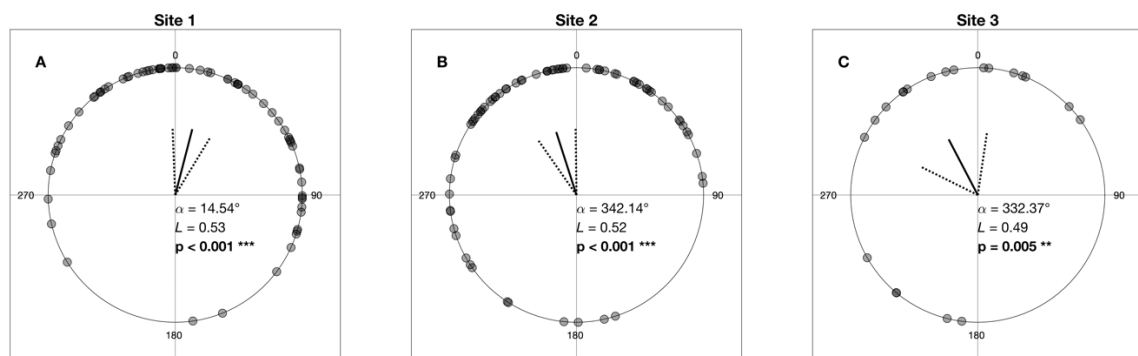 Site 1
A
0
270
90
α = 14.54°
L = 0.53
p < 0.001 ***
180
Site 2
B
0
270
90
α = 342.14°
L = 0.52
p < 0.001 ***
180
Site 3
C
0
270
90
α = 332.37°
L = 0.49
p = 0.005 **
180